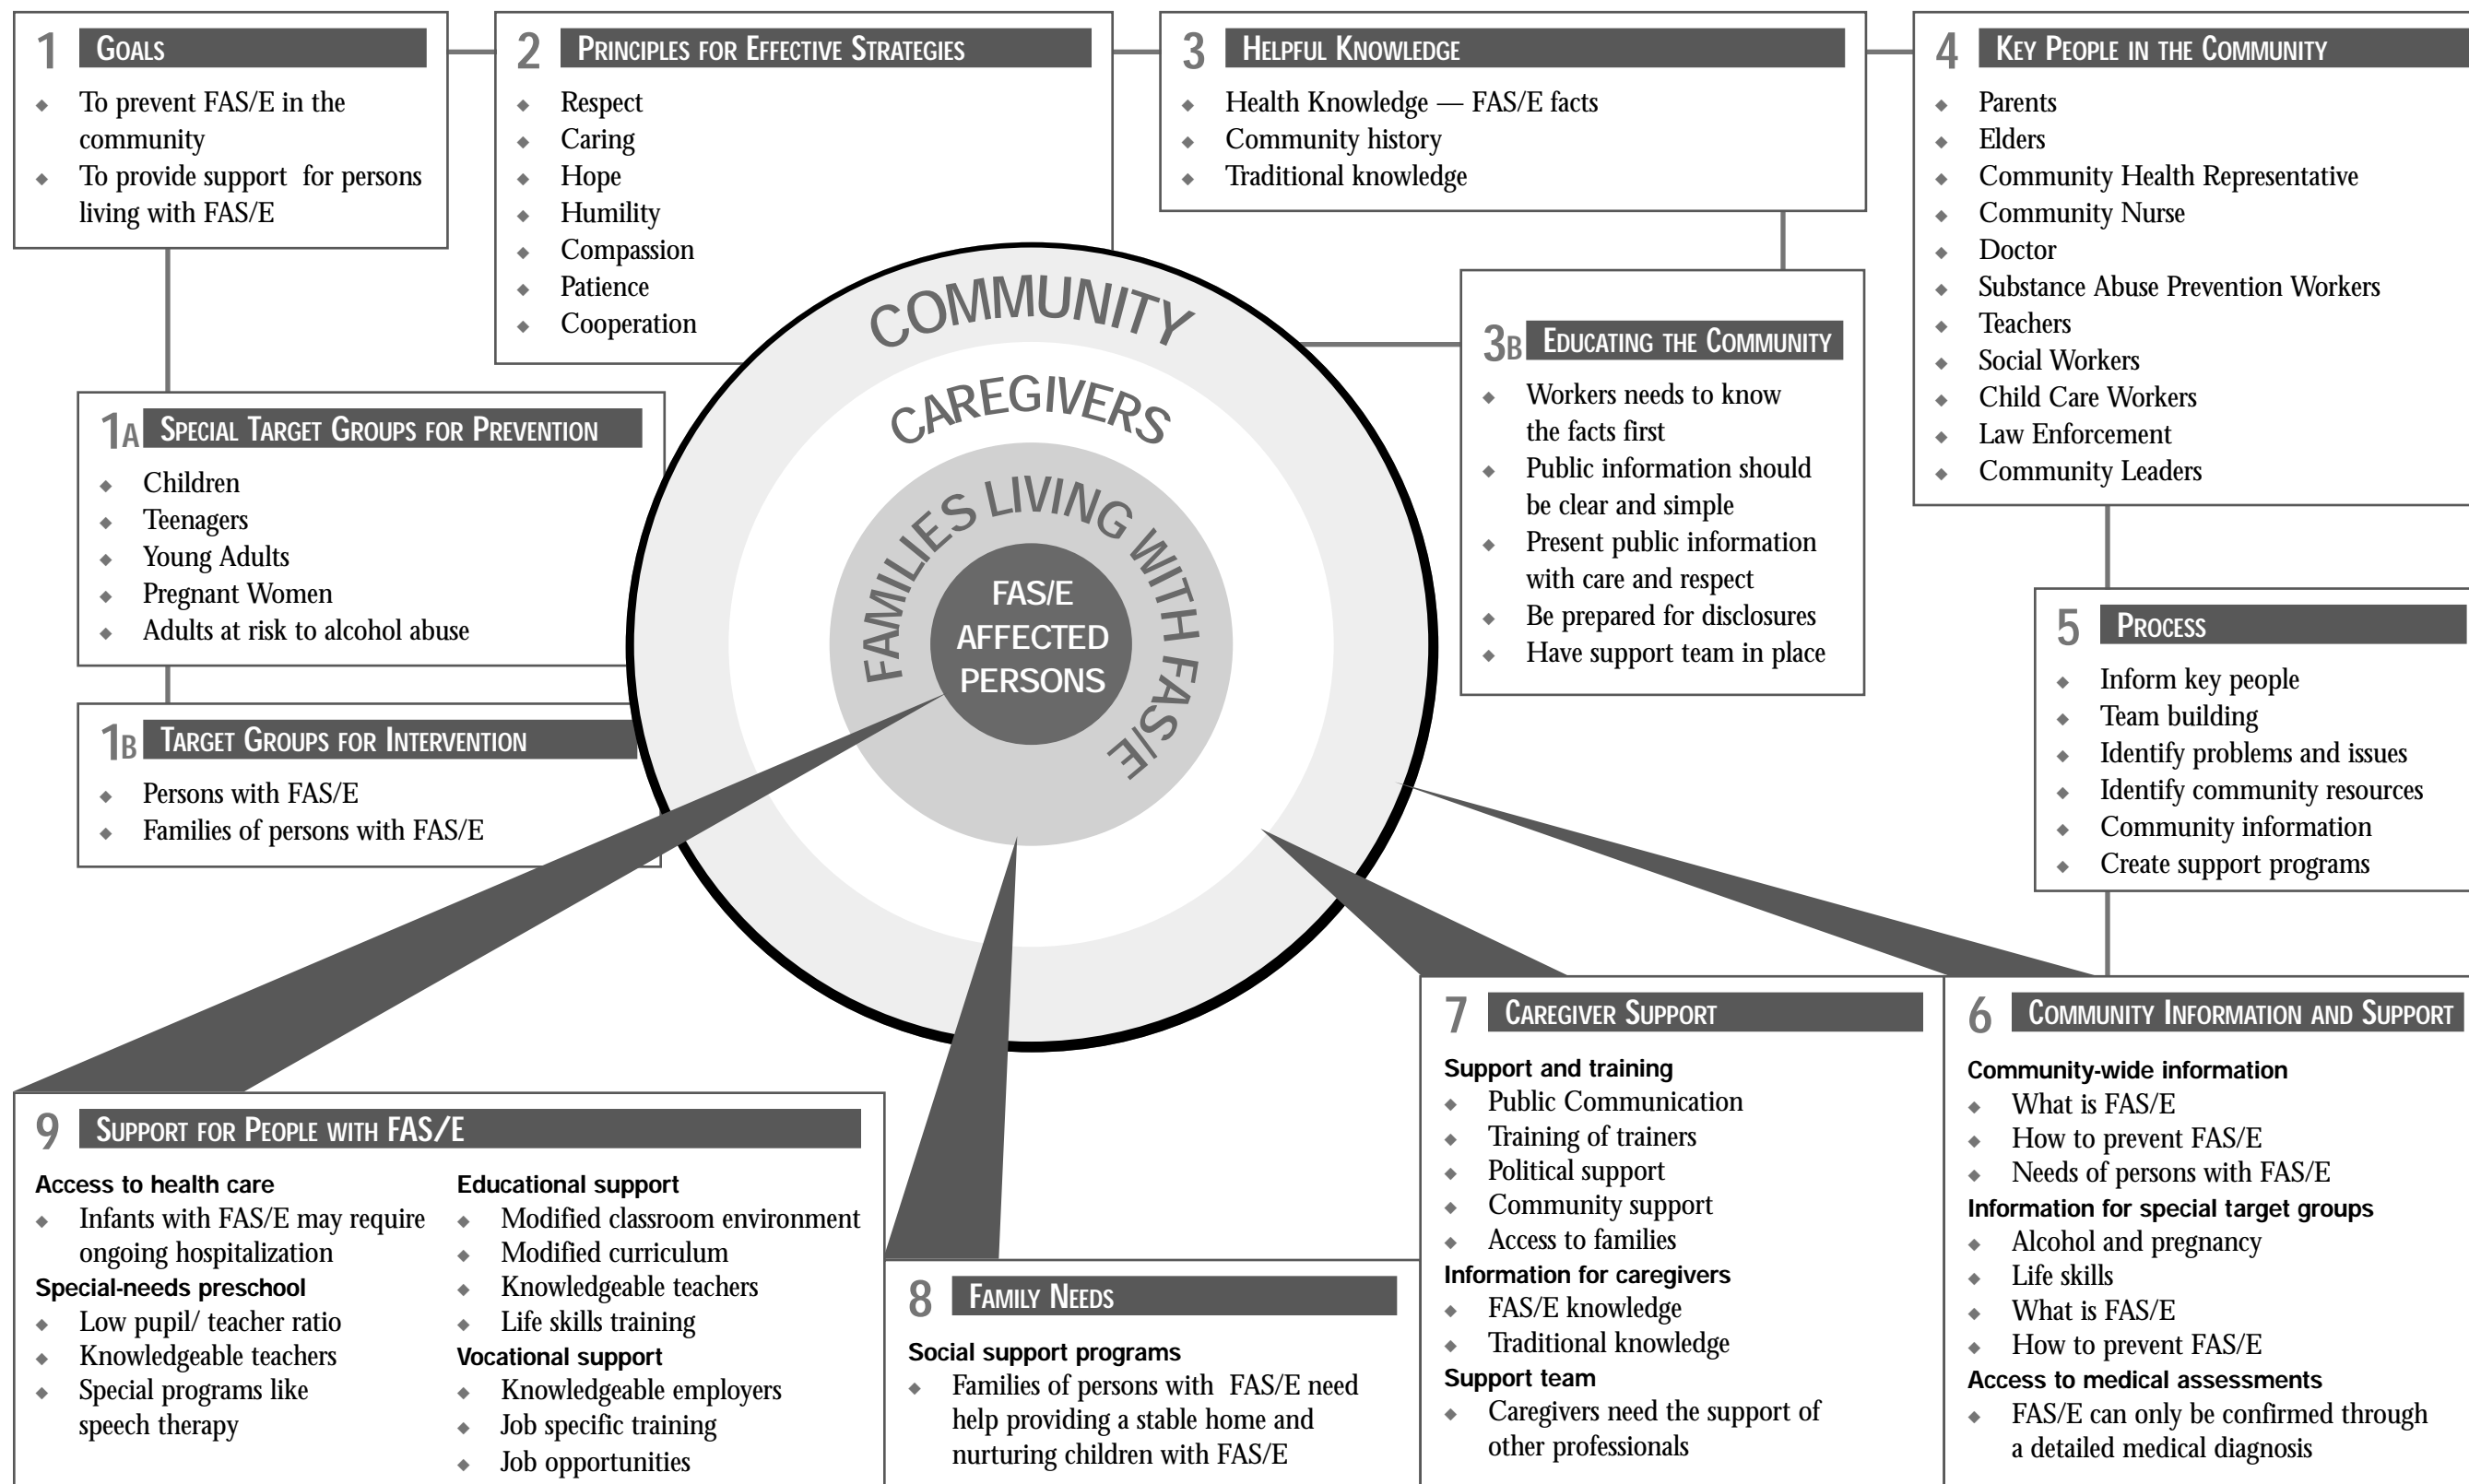 1 GOALS
◆ To prevent FAS/E in the
community
◆ To provide support for persons
living with FAS/E
2 PRINCIPLES FOR EFFECTIVE STRATEGIES
◆ Respect
◆ Caring
◆ Hope
◆ Humility
◆ Compassion
◆ Patience
◆ Cooperation
3 HELPFUL KNOWLEDGE
◆ Health Knowledge — FAS/E facts
◆ Community history
◆ Traditional knowledge
4 KEY PEOPLE IN THE COMMUNITY
◆ Parents
◆ Elders
◆ Community Health Representative
◆ Community Nurse
◆ Doctor
◆ Substance Abuse Prevention Workers
◆ Teachers
◆ Social Workers
◆ Child Care Workers
◆ Law Enforcement
◆ Community Leaders
1A SPECIAL TARGET GROUPS FOR PREVENTION
◆ Children
◆ Teenagers
◆ Young Adults
◆ Pregnant Women
◆ Adults at risk to alcohol abuse
1B TARGET GROUPS FOR INTERVENTION
◆ Persons with FAS/E
◆ Families of persons with FAS/E
COMMUNITY
CAREGIVERS
FAMILIES LIVING WITH FAS/E
FAS/E
AFFECTED
PERSONS
3B EDUCATING THE COMMUNITY
◆ Workers needs to know
the facts first
◆ Public information should
be clear and simple
◆ Present public information
with care and respect
◆ Be prepared for disclosures
◆ Have support team in place
5 PROCESS
◆ Inform key people
◆ Team building
◆ Identify problems and issues
◆ Identify community resources
◆ Community information
◆ Create support programs
9 SUPPORT FOR PEOPLE WITH FAS/E
Access to health care
◆ Infants with FAS/E may require
ongoing hospitalization
Special-needs preschool
◆ Low pupil/ teacher ratio
◆ Knowledgeable teachers
◆ Special programs like
speech therapy
Educational support
◆ Modified classroom environment
◆ Modified curriculum
◆ Knowledgeable teachers
◆ Life skills training
Vocational support
◆ Knowledgeable employers
◆ Job specific training
◆ Job opportunities
8 FAMILY NEEDS
Social support programs
◆ Families of persons with FAS/E need
help providing a stable home and
nurturing children with FAS/E
7 CAREGIVER SUPPORT
Support and training
◆ Public Communication
◆ Training of trainers
◆ Political support
◆ Community support
◆ Access to families
Information for caregivers
◆ FAS/E knowledge
◆ Traditional knowledge
Support team
◆ Caregivers need the support of
other professionals
6 COMMUNITY INFORMATION AND SUPPORT
Community-wide information
◆ What is FAS/E
◆ How to prevent FAS/E
◆ Needs of persons with FAS/E
Information for special target groups
◆ Alcohol and pregnancy
◆ Life skills
◆ What is FAS/E
◆ How to prevent FAS/E
Access to medical assessments
◆ FAS/E can only be confirmed through
a detailed medical diagnosis